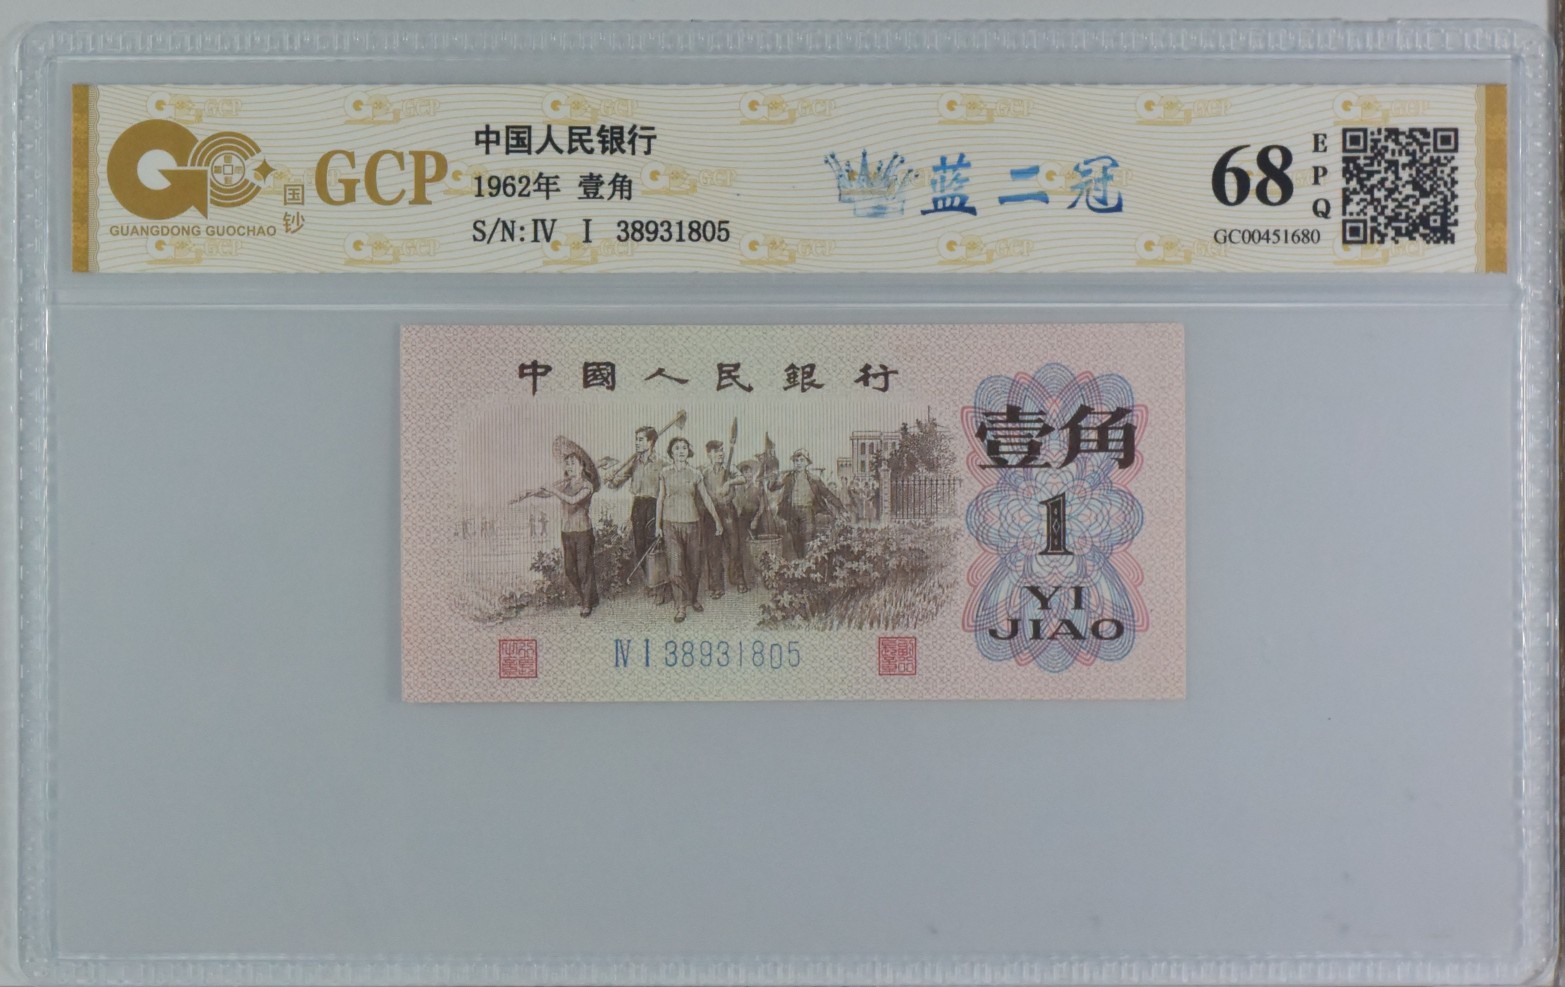 GCP
国钞
GUANGDONG GUOCHAO
中国人民银行
1962年 壹角
S/N:Ⅳ Ⅰ 38931805
蓝二冠
68
EPQ
GC00451680
中國人民銀行
壹角
1
YI
JIAO
Ⅳ Ⅰ 38931805